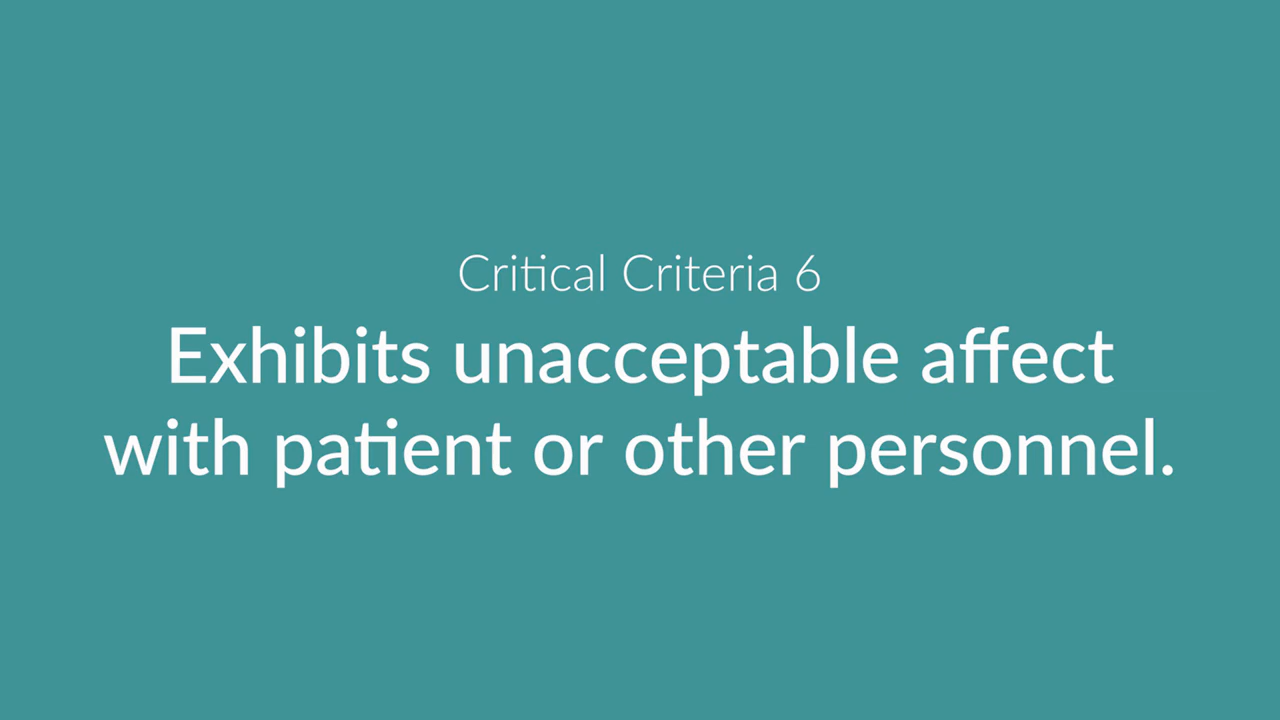 Critical Criteria 6
Exhibits unacceptable affect
with patient or other personnel.